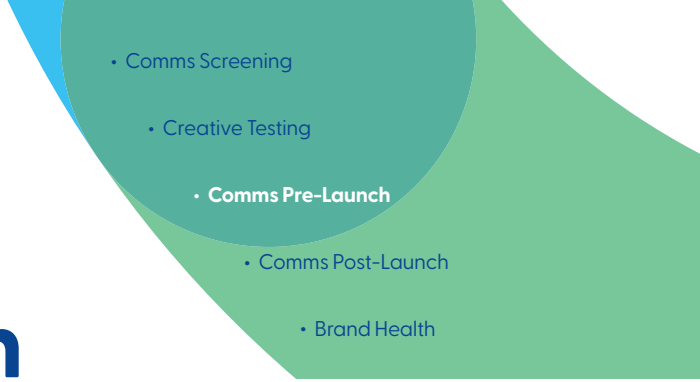 • Comms Screening
• Creative Testing
• Comms Pre-Launch
• Comms Post-Launch
• Brand Health